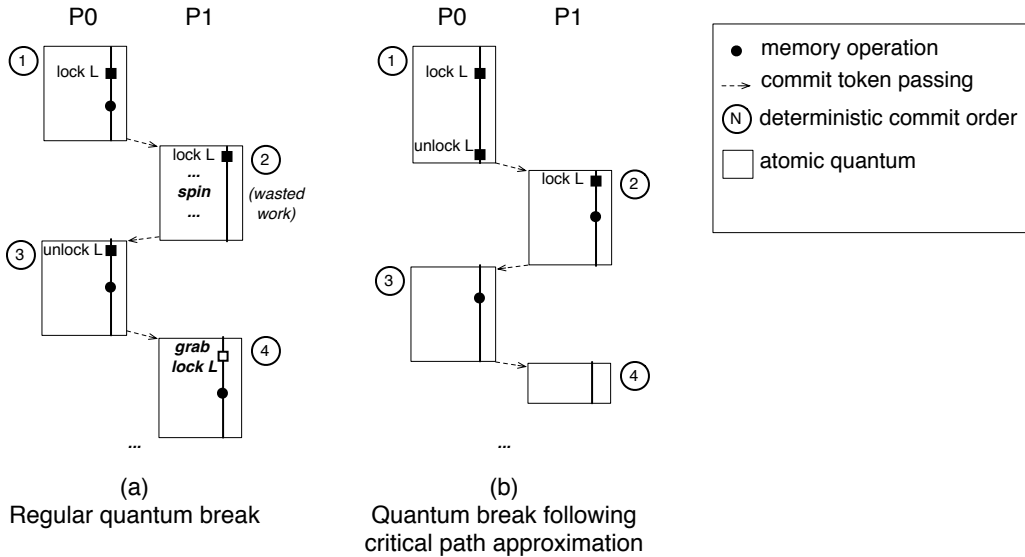 P0 P1
1
lock L
lock L
...
spin
...
2
(wasted
work)
3
unlock L
grab
lock L
4
...
(a)
Regular quantum break
P0 P1
1
lock L
unlock L
lock L
2
3
4
...
(b)
Quantum break following
critical path approximation
memory operation
commit token passing
N deterministic commit order
atomic quantum